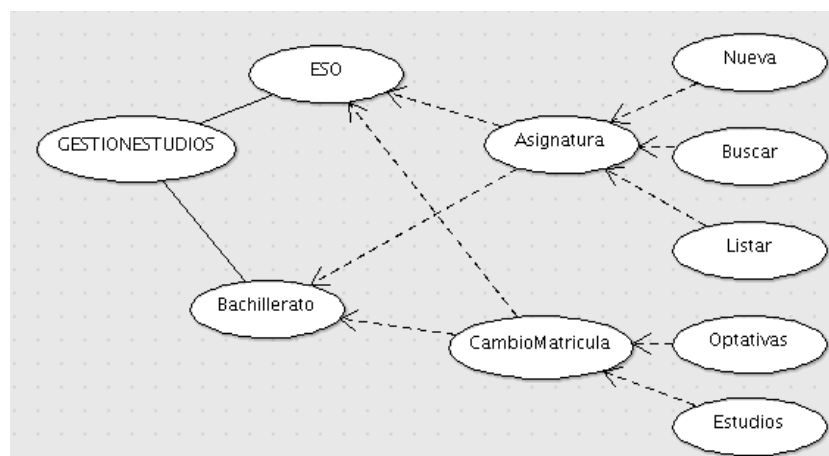 ESO
Nueva
GESTIONESTUDIOS
Asignatura
Buscar
Listar
Bachillerato
CambioMatricula
Optativas
Estudios